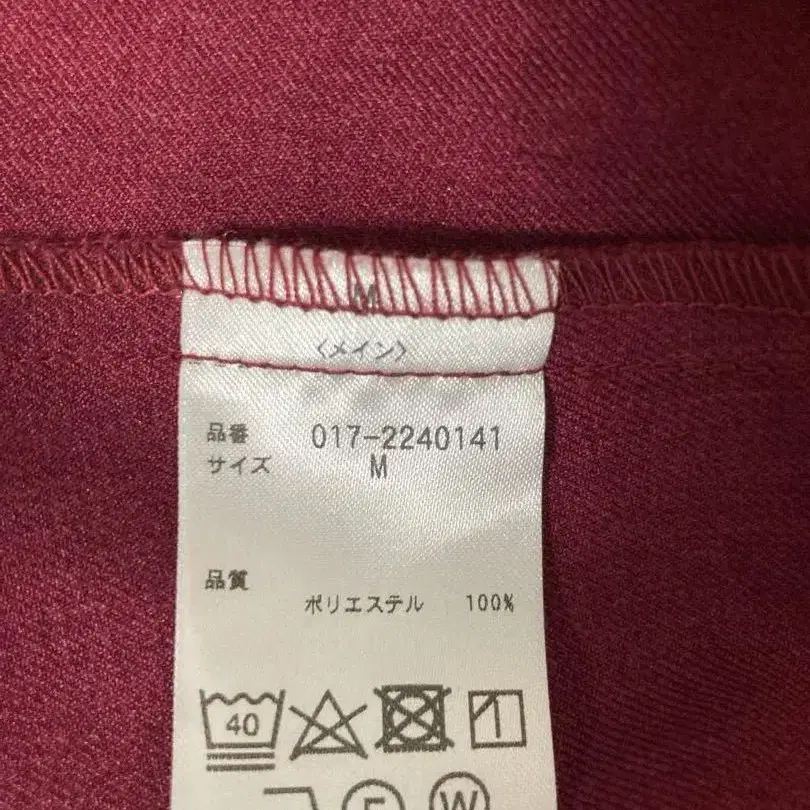 M
〈メイン〉
品番 017-2240141
サイズ M
品質
ポリエステル 100%
40
F W